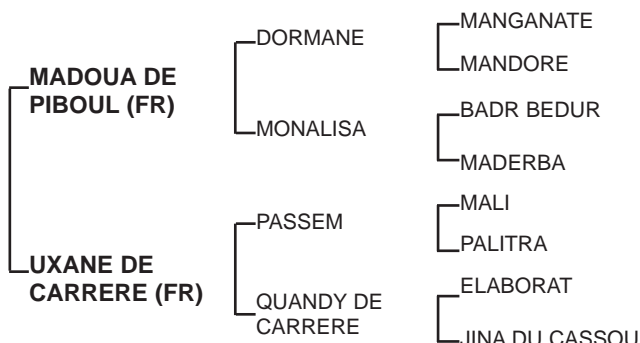 MANGANATE
DORMANE
MANDORE
MADOUA DE
PIBOUL (FR)
BADR BEDUR
MONALISA
MADERBA
MALI
PASSEM
PALITRA
UXANE DE
CARRERE (FR)
ELABORAT
QUANDY DE
CARRERE
JINA DU CASSOU